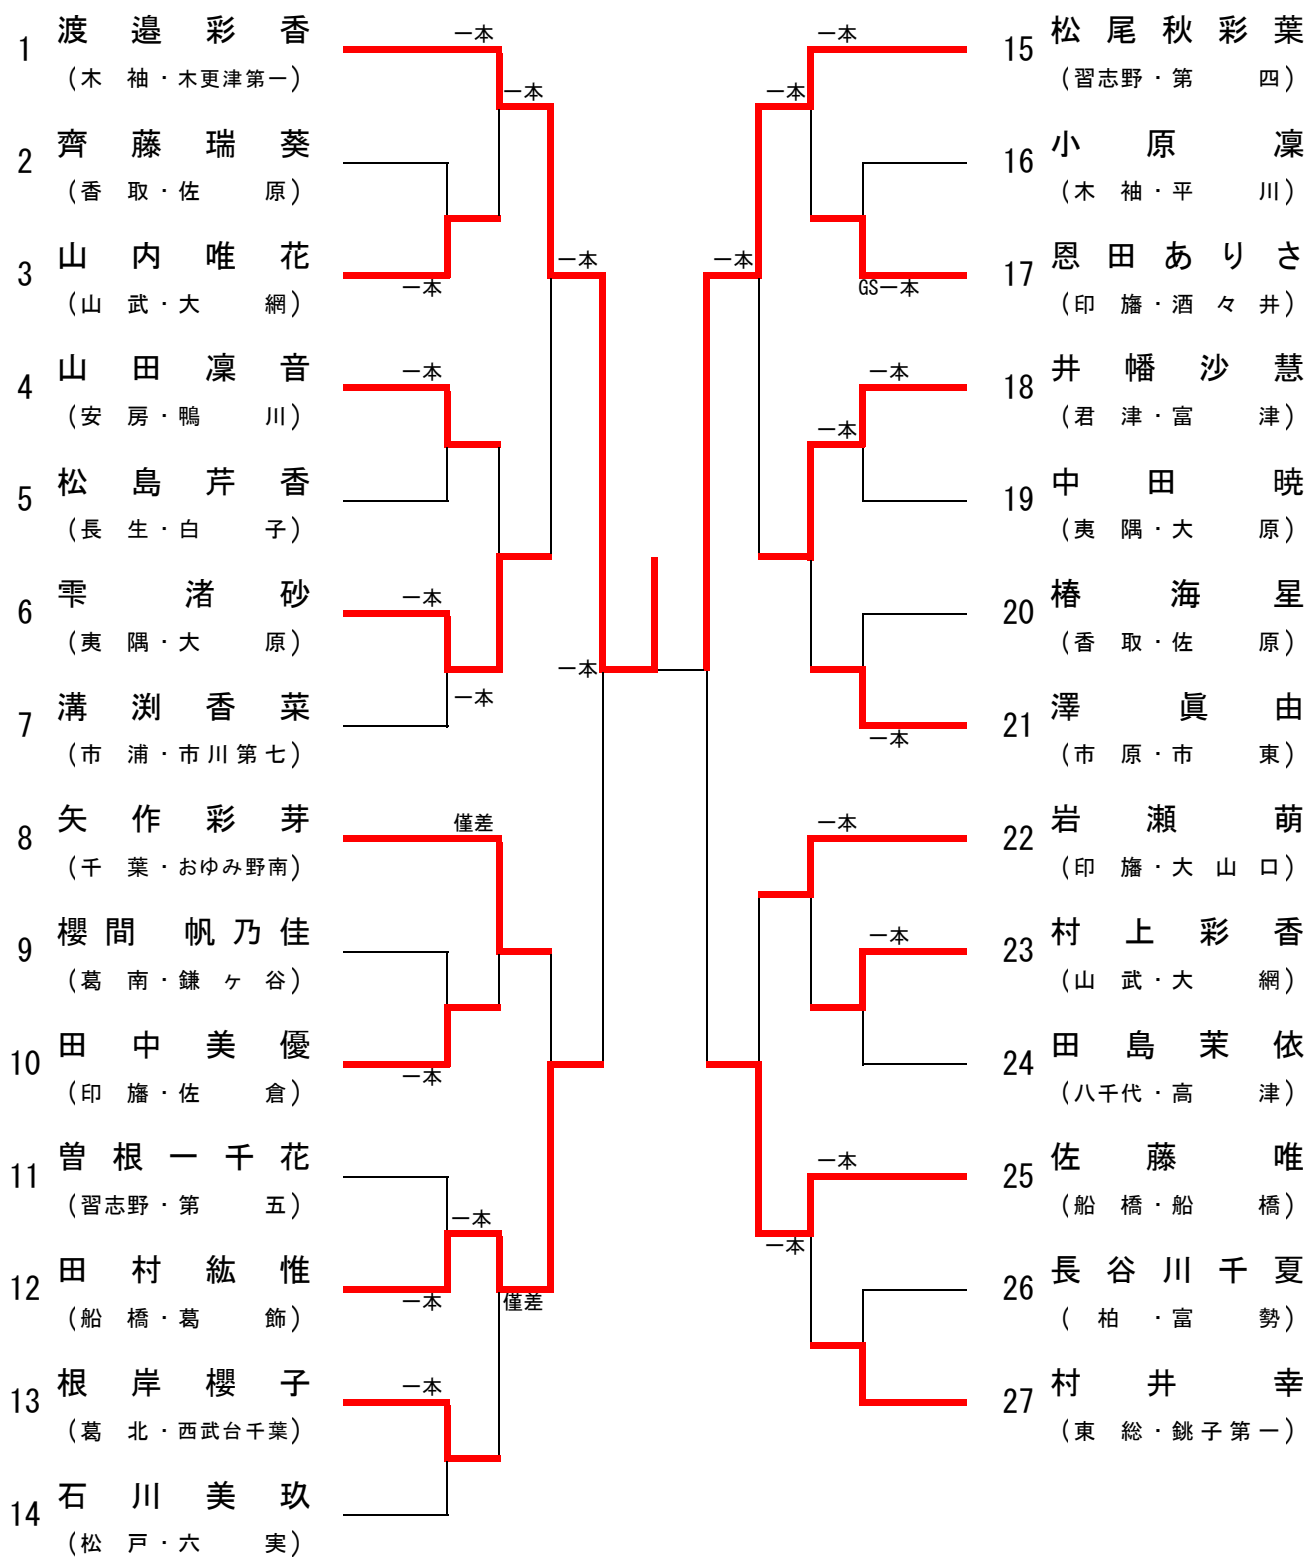 1 渡邉彩香
(木袖・木更津第一)
2 齊藤瑞葵
(香取・佐原)
3 山内唯花
(山武・大網)
4 山田凜音
(安房・鴨川)
5 松島芹香
(長生・白子)
6 雫渚砂
(夷隅・大原)
7 溝渕香菜
(市浦・市川第七)
8 矢作彩芽
(千葉・おゆみ野南)
9 櫻間帆乃佳
(葛南・鎌ヶ谷)
10 田中美優
(印旛・佐倉)
11 曽根一千花
(習志野・第五)
12 田村紘惟
(船橋・葛飾)
13 根岸櫻子
(葛北・西武台千葉)
14 石川美玖
(松戸・六実)
一本
一本
一本
一本
一本
一本
一本
一本
僅差
一本
一本
一本
僅差
一本
一本
一本
一本
GS一本
一本
一本
一本
一本
一本
一本
一本
一本
15 松尾秋彩葉
(習志野・第四)
16 小原凜
(木袖・平川)
17 恩田ありさ
(印旛・酒々井)
18 井幡沙慧
(君津・富津)
19 中田暁
(夷隅・大原)
20 椿海星
(香取・佐原)
21 澤眞由
(市原・市東)
22 岩瀬萌
(印旛・大山口)
23 村上彩香
(山武・大網)
24 田島茉依
(八千代・高津)
25 佐藤唯
(船橋・船橋)
26 長谷川千夏
(柏・富勢)
27 村井幸
(東総・銚子第一)